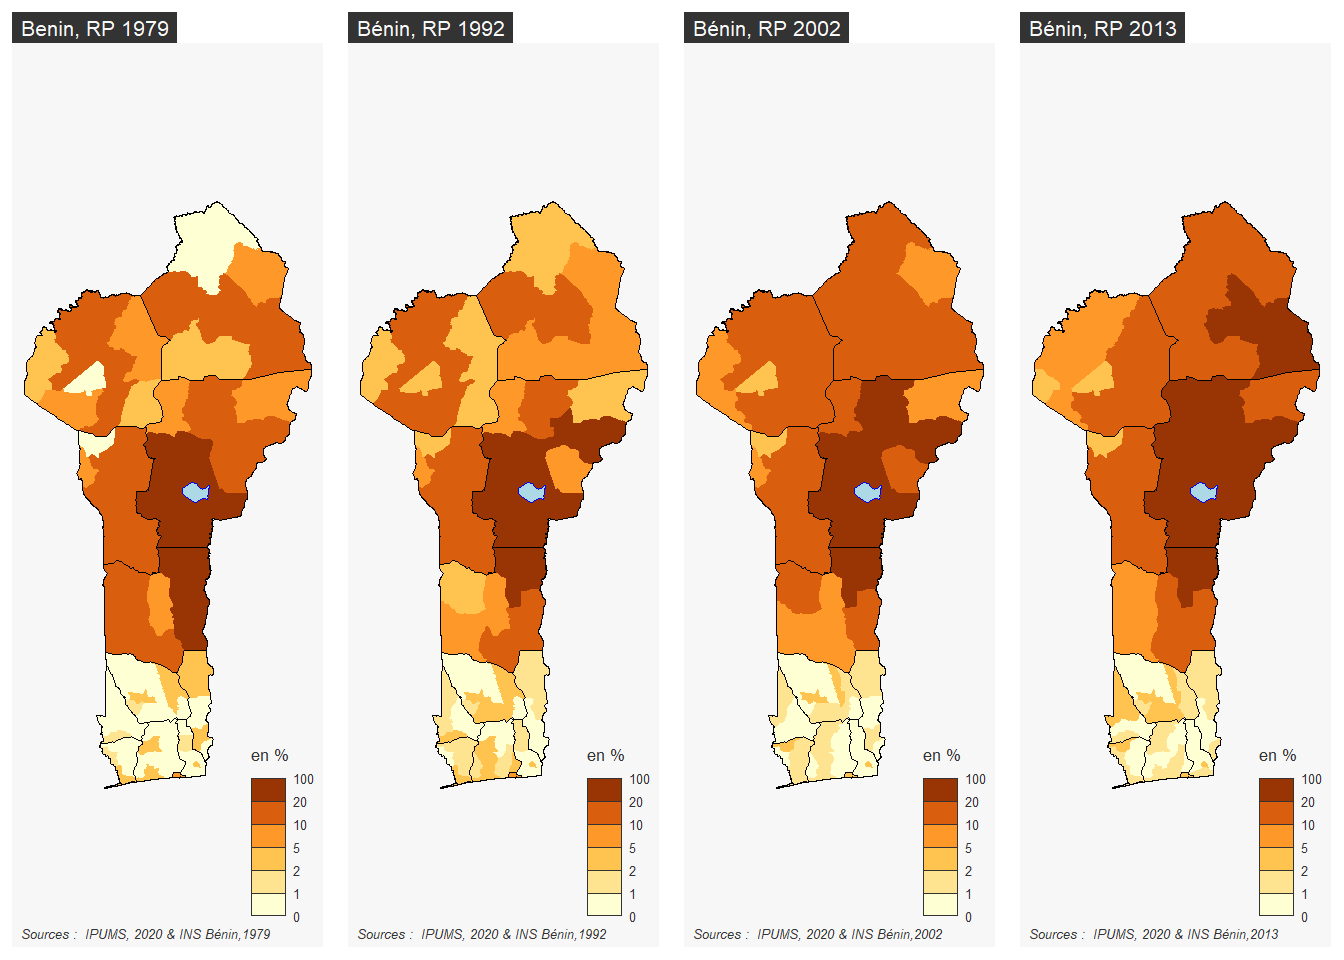 Benin, RP 1979
en %
100
20
10
5
2
1
0
Sources :  IPUMS, 2020 & INS Bénin,1979
Bénin, RP 1992
en %
100
20
10
5
2
1
0
Sources :  IPUMS, 2020 & INS Bénin,1992
Bénin, RP 2002
en %
100
20
10
5
2
1
0
Sources :  IPUMS, 2020 & INS Bénin,2002
Bénin, RP 2013
en %
100
20
10
5
2
1
0
Sources :  IPUMS, 2020 & INS Bénin,2013